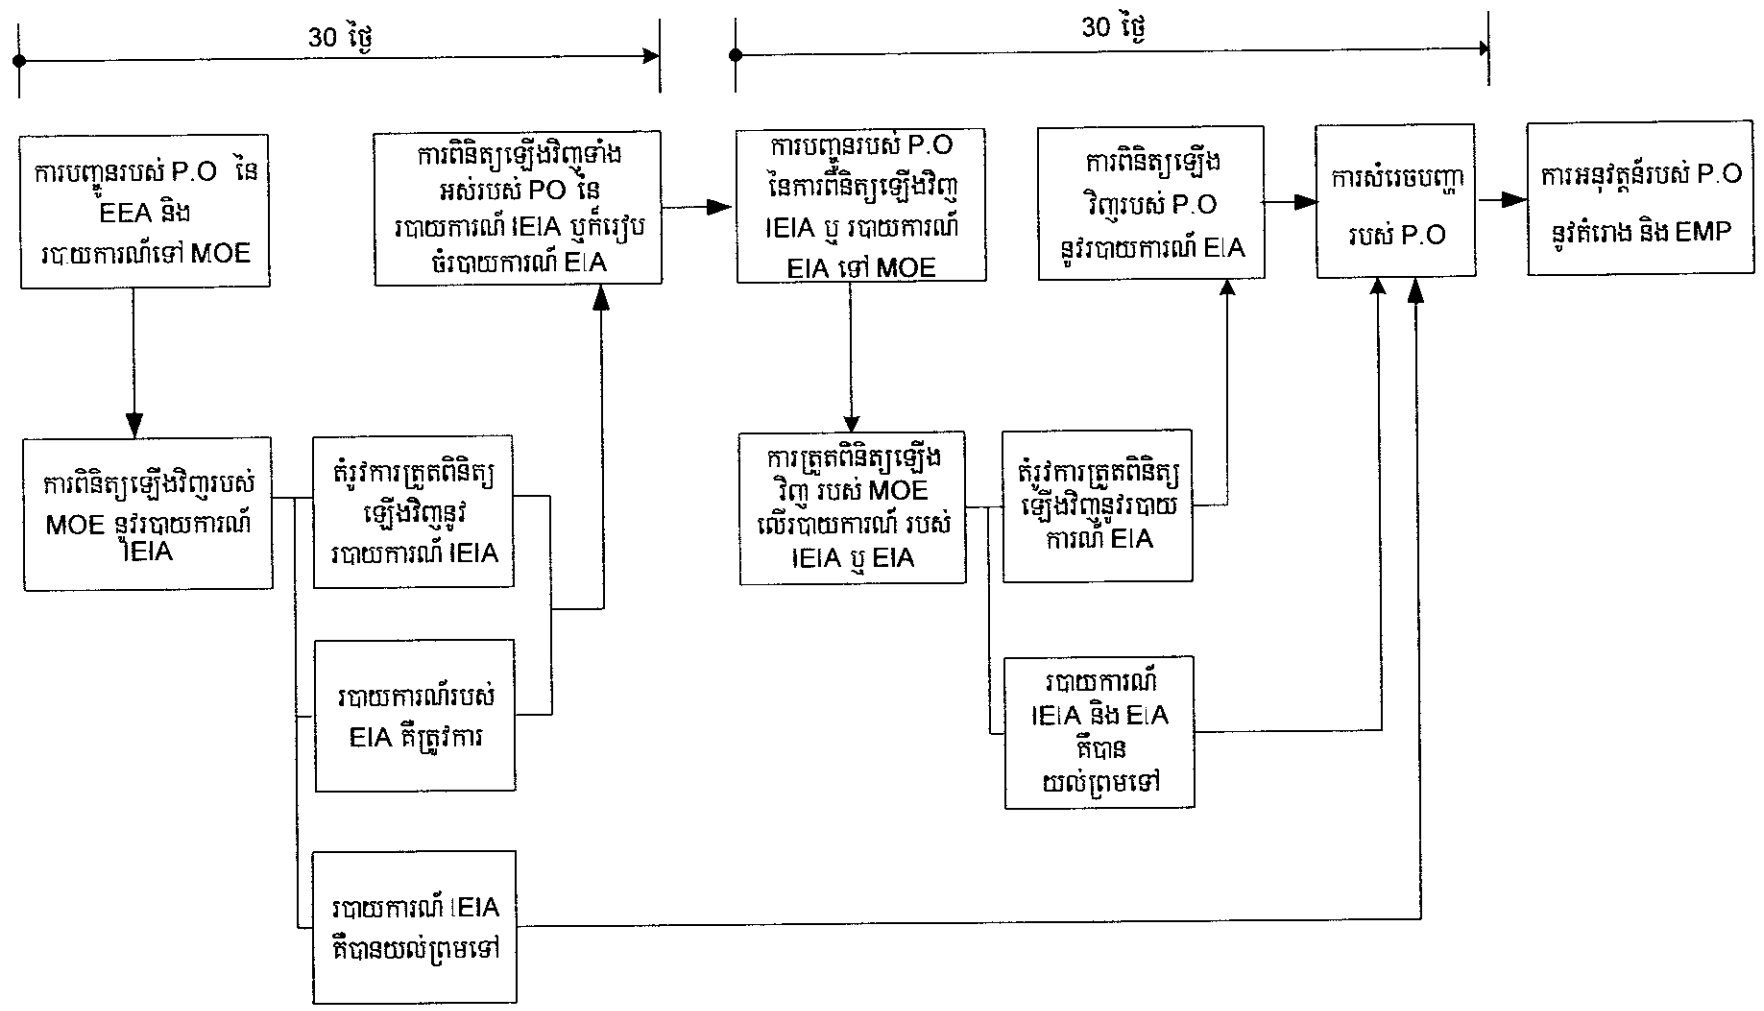 30 ថ្ងៃ
30 ថ្ងៃ
ការបញ្ជូនរបស់ P.O នៃ
EEA និង
របាយការណ៍ទៅ MOE
ការពិនិត្យឡើងវិញទាំង
អស់របស់ PO នៃ
របាយការណ៍ IEIA ឬក៏រៀប
ចំរបាយការណ៍ EIA
ការបញ្ជូនរបស់ P.O
នៃការពិនិត្យឡើងវិញ
IEIA ឬ របាយការណ៍
EIA ទៅ MOE
ការពិនិត្យឡើង
វិញរបស់ P.O
នូវរបាយការណ៍ EIA
ការសំរេចបញ្ហា
របស់ P.O
ការអនុវត្តន៍របស់ P.O
នូវគំរោង និង EMP
ការពិនិត្យឡើងវិញរបស់
MOE នូវរបាយការណ៍
IEIA
តំរូវការត្រួតពិនិត្យ
ឡើងវិញនូវ
របាយការណ៍ IEIA
ការត្រួតពិនិត្យឡើង
វិញ របស់ MOE
លើរបាយការណ៍ របស់
IEIA ឬ EIA
តំរូវការត្រួតពិនិត្យ
ឡើងវិញនូវរបាយ
ការណ៍ EIA
របាយការណ៍របស់
EIA គឺត្រូវការ
របាយការណ៍
IEIA និង EIA
គឺបាន
យល់ព្រមទៅ
របាយការណ៍ IEIA
គឺបានយល់ព្រមទៅ